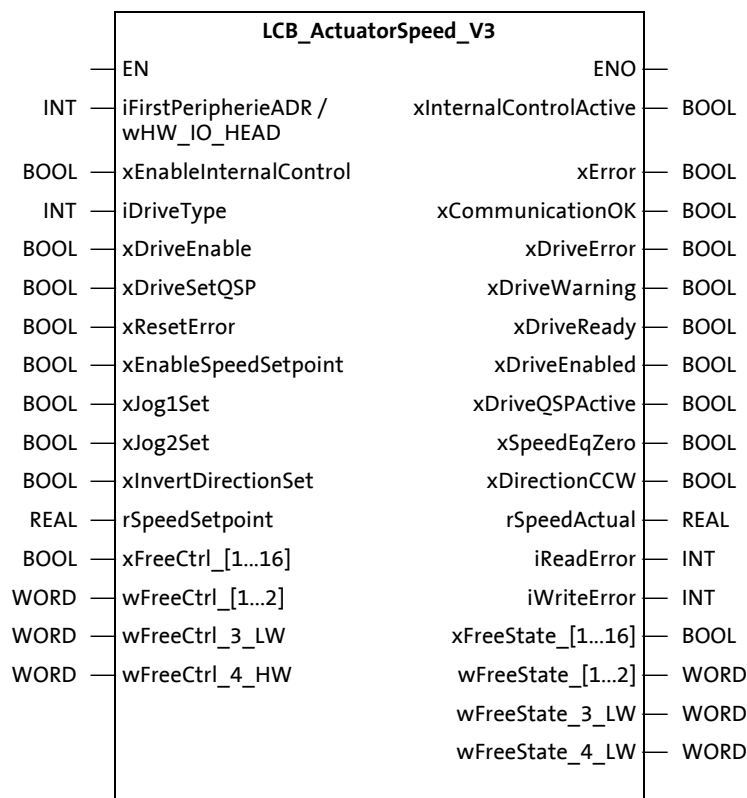 LCB_ActuatorSpeed_V3
EN ENO
INT iFirstPeripherieADR / xInternalControlActive BOOL
wHW_IO_HEAD
BOOL xEnableInternalControl xError BOOL
INT iDriveType xCommunicationOK BOOL
BOOL xDriveEnable xDriveError BOOL
BOOL xDriveSetQSP xDriveWarning BOOL
BOOL xResetError xDriveReady BOOL
BOOL xEnableSpeedSetpoint xDriveEnabled BOOL
BOOL xJog1Set xDriveQSPActive BOOL
BOOL xJog2Set xSpeedEqZero BOOL
BOOL xInvertDirectionSet xDirectionCCW BOOL
REAL rSpeedSetpoint rSpeedActual REAL
BOOL xFreeCtrl_[1...16] iReadError INT
WORD wFreeCtrl_[1...2] iWriteError INT
WORD wFreeCtrl_3_LW xFreeState_[1...16] BOOL
WORD wFreeCtrl_4_HW wFreeState_[1...2] WORD
wFreeState_3_LW WORD
wFreeState_4_LW WORD